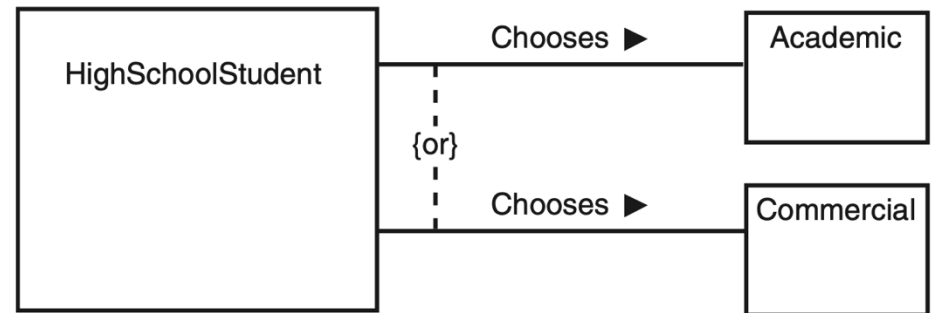 Chooses ▶
Academic
HighSchoolStudent
{or}
Chooses ▶
Commercial